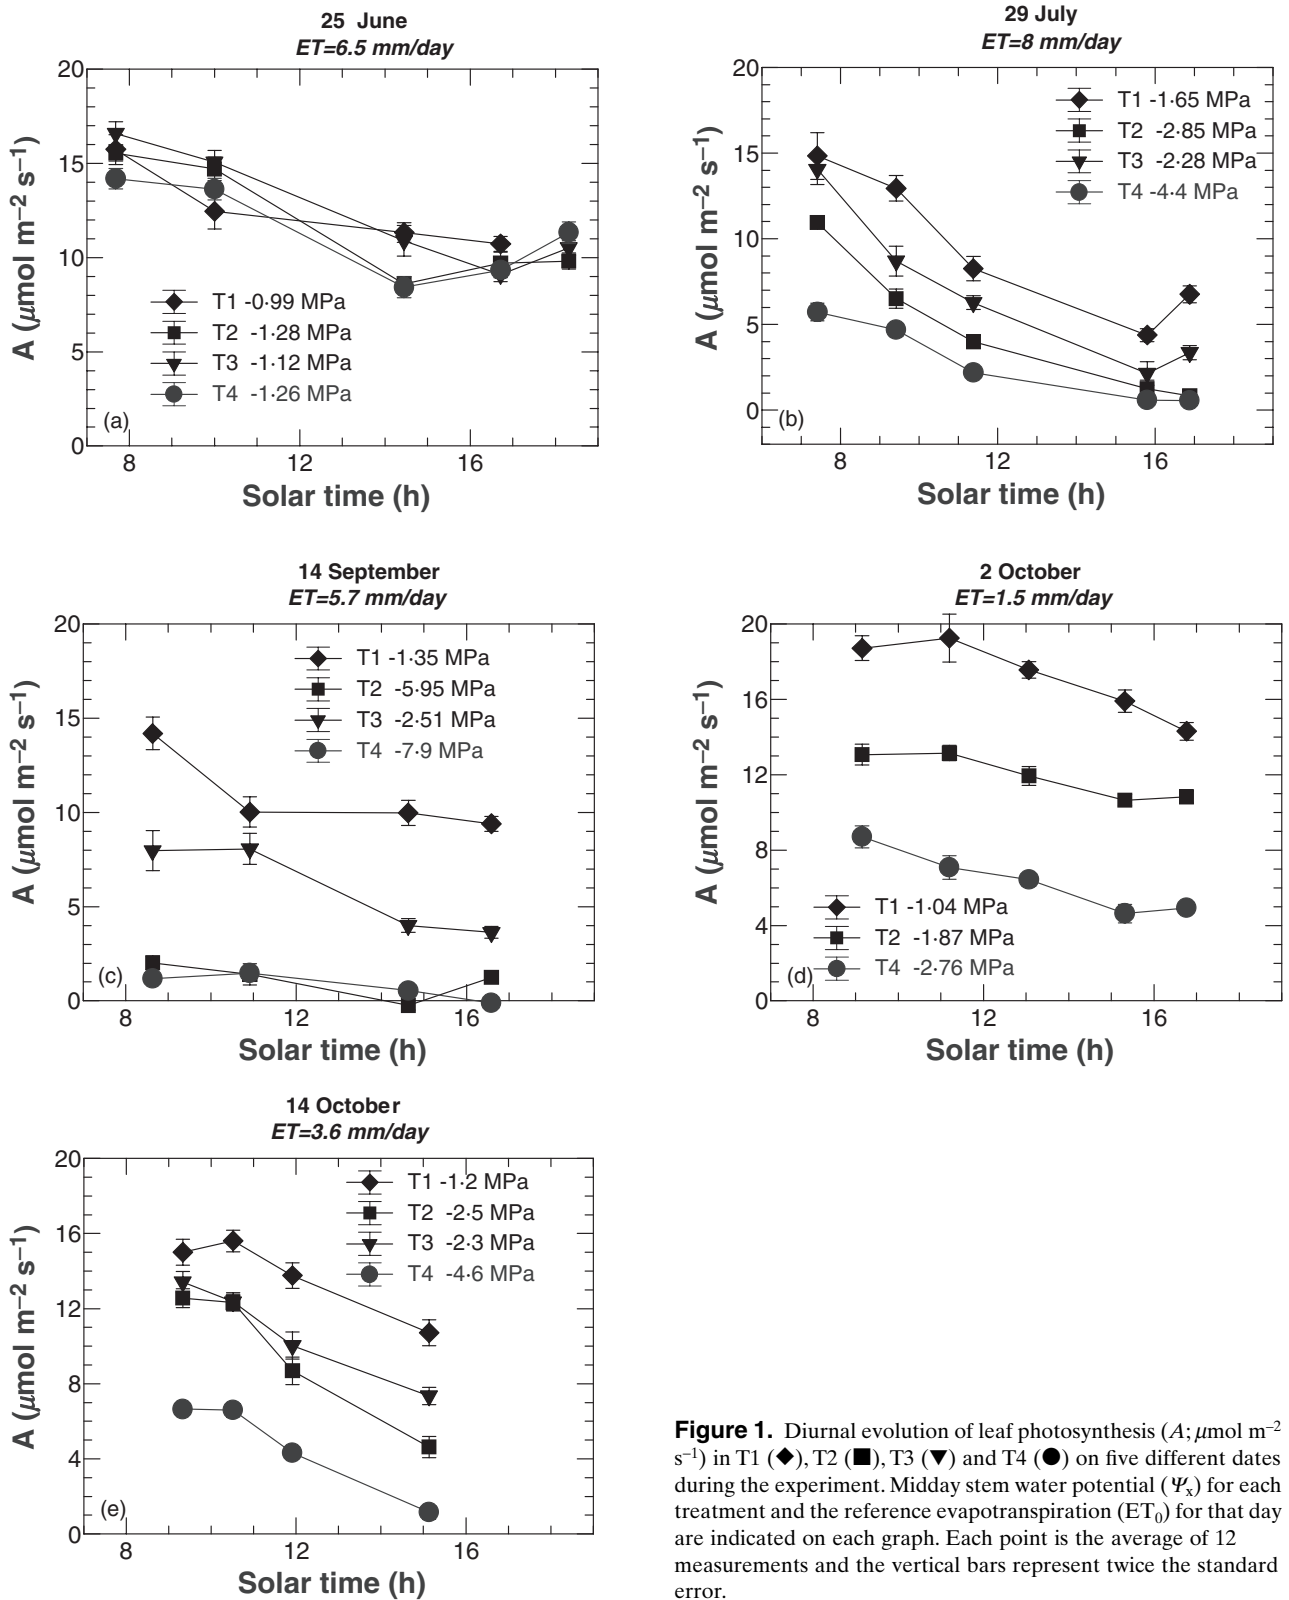 25 June
ET=6.5 mm/day
20
15
10
5
0
A (μmol m⁻² s⁻¹)
T1 -0·99 MPa
T2 -1·28 MPa
T3 -1·12 MPa
T4 -1·26 MPa
(a)
8 12 16
Solar time (h)
29 July
ET=8 mm/day
20
15
10
5
0
A (μmol m⁻² s⁻¹)
T1 -1·65 MPa
T2 -2·85 MPa
T3 -2·28 MPa
T4 -4·4 MPa
(b)
8 12 16
Solar time (h)
14 September
ET=5.7 mm/day
20
15
10
5
0
A (μmol m⁻² s⁻¹)
T1 -1·35 MPa
T2 -5·95 MPa
T3 -2·51 MPa
T4 -7·9 MPa
(c)
8 12 16
Solar time (h)
2 October
ET=1.5 mm/day
20
16
12
8
4
0
A (μmol m⁻² s⁻¹)
T1 -1·04 MPa
T2 -1·87 MPa
T4 -2·76 MPa
(d)
8 12 16
Solar time (h)
14 October
ET=3.6 mm/day
20
16
12
8
4
0
A (μmol m⁻² s⁻¹)
T1 -1·2 MPa
T2 -2·5 MPa
T3 -2·3 MPa
T4 -4·6 MPa
(e)
8 12 16
Solar time (h)
Figure 1. Diurnal evolution of leaf photosynthesis (A; μmol m⁻²
s⁻¹) in T1 (◆), T2 (■), T3 (▼) and T4 (●) on five different dates
during the experiment. Midday stem water potential (Ψₓ) for each
treatment and the reference evapotranspiration (ET₀) for that day
are indicated on each graph. Each point is the average of 12
measurements and the vertical bars represent twice the standard
error.